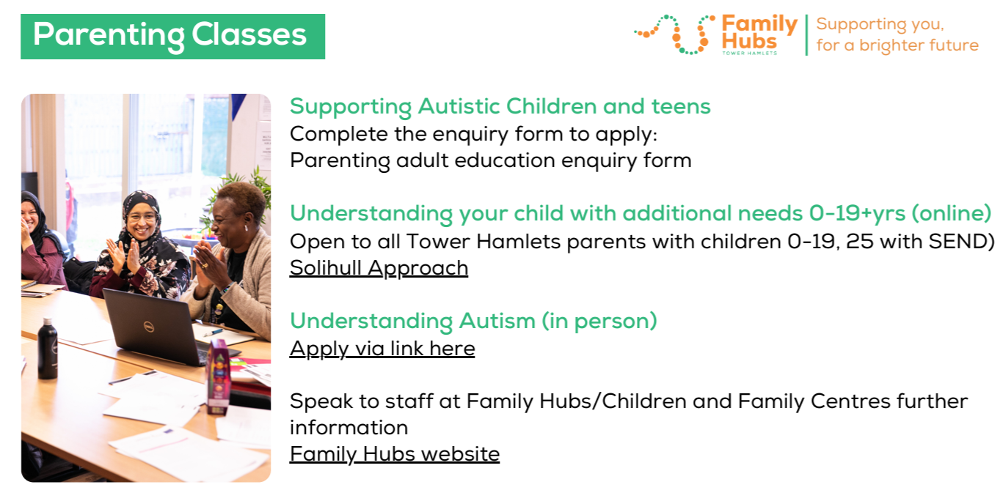 Parenting Classes
Family
Hubs
TOWER HAMLETS
Supporting you,
for a brighter future
Supporting Autistic Children and teens
Complete the enquiry form to apply:
Parenting adult education enquiry form
Understanding your child with additional needs 0-19+yrs (online)
Open to all Tower Hamlets parents with children 0-19, 25 with SEND)
Solihull Approach
Understanding Autism (in person)
Apply via link here
Speak to staff at Family Hubs/Children and Family Centres further
information
Family Hubs website
DELL